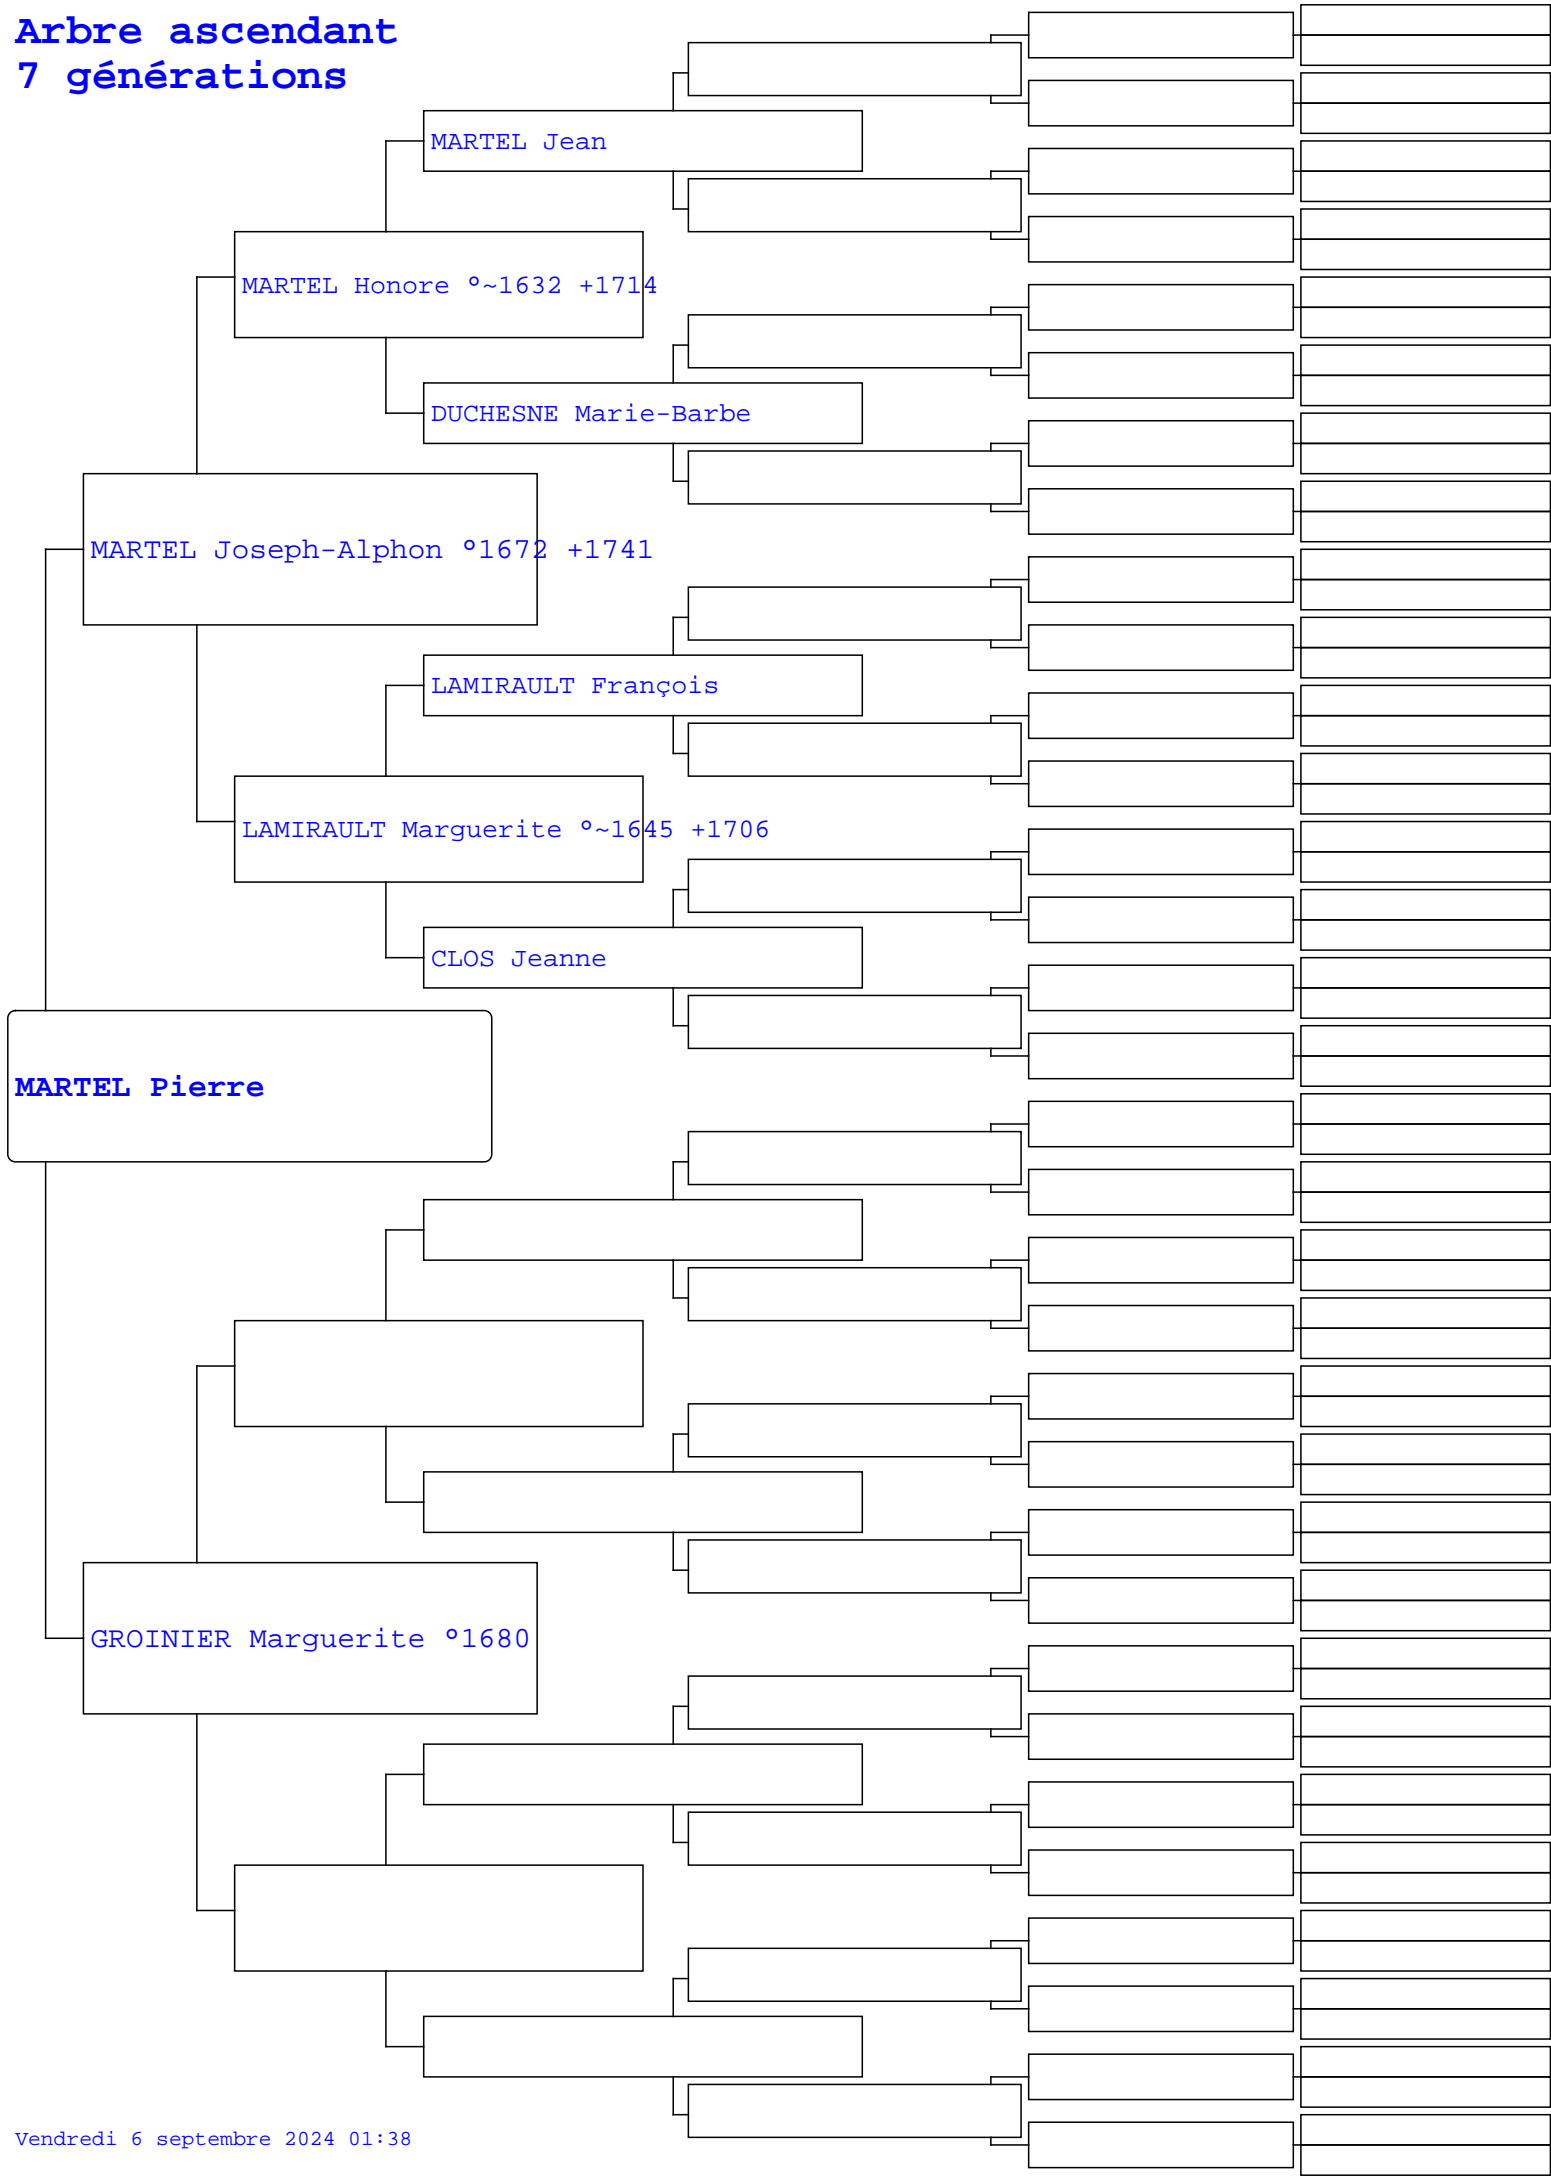 Arbre ascendant
7 générations
MARTEL Jean
MARTEL Honore °~1632 +1714
DUCHESNE Marie-Barbe
MARTEL Joseph-Alphon °1672 +1741
LAMIRAULT François
LAMIRAULT Marguerite °~1645 +1706
CLOS Jeanne
MARTEL Pierre
GROINIER Marguerite °1680
Vendredi 6 septembre 2024 01:38